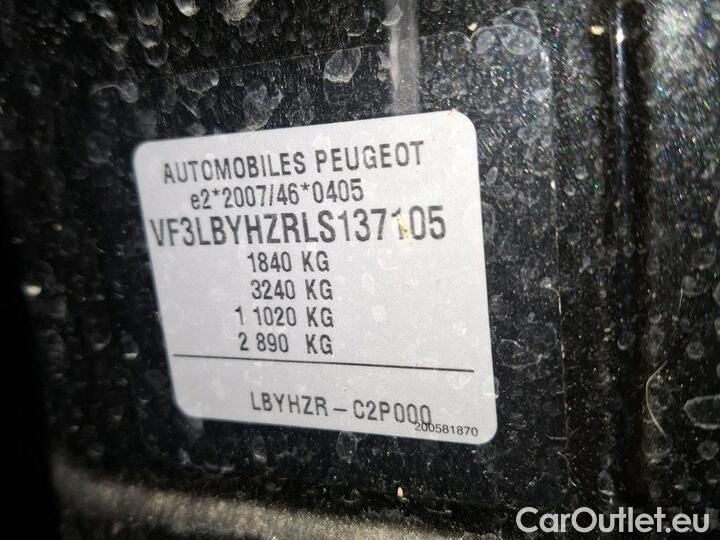 AUTOMOBILES PEUGEOT
e2*2007/46*0405
VF3LBYHZRLS137105
1840 KG
3240 KG
1 1020 KG
2 890 KG
LBYHZR - C2P000
200581870
CarOutlet.eu